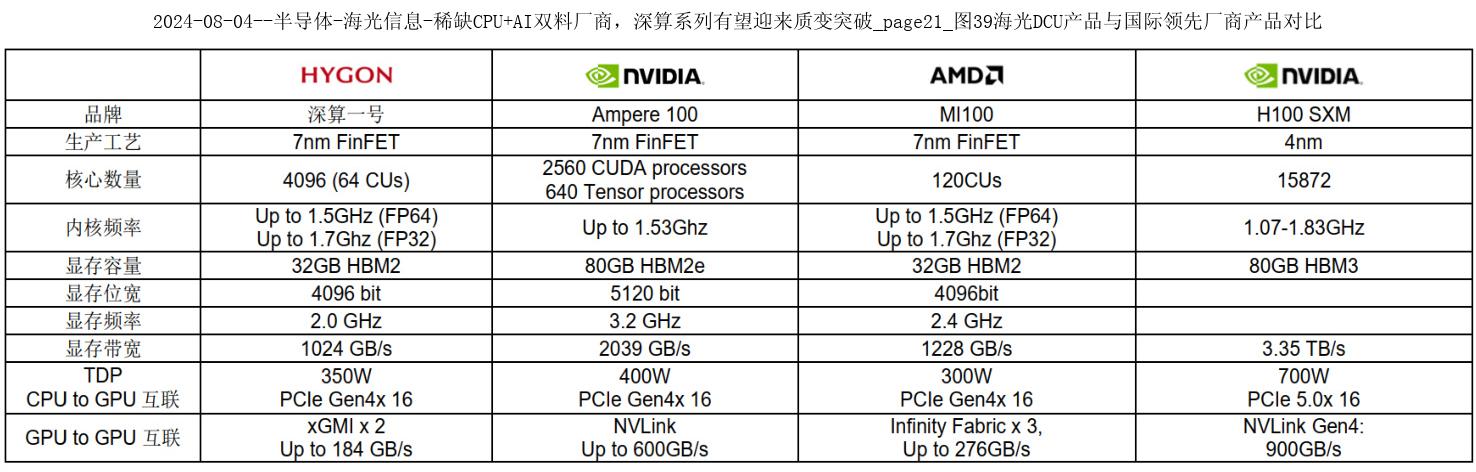 2024-08-04--半导体-海光信息-稀缺CPU+AI双料厂商，深算系列有望迎来质变突破_page21_图39海光DCU产品与国际领先厂商产品对比
HYGON NVIDIA. AMD NVIDIA.
品牌 深算一号 Ampere 100 MI100 H100 SXM
生产工艺 7nm FinFET 7nm FinFET 7nm FinFET 4nm
核心数量 4096 (64 CUs) 2560 CUDA processors 120CUs 15872
640 Tensor processors
内核频率 Up to 1.5GHz (FP64) Up to 1.53Ghz Up to 1.5GHz (FP64) 1.07-1.83GHz
Up to 1.7Ghz (FP32) Up to 1.7Ghz (FP32)
显存容量 32GB HBM2 80GB HBM2e 32GB HBM2 80GB HBM3
显存位宽 4096 bit 5120 bit 4096bit
显存频率 2.0 GHz 3.2 GHz 2.4 GHz
显存带宽 1024 GB/s 2039 GB/s 1228 GB/s 3.35 TB/s
TDP 350W 400W 300W 700W
CPU to GPU 互联 PCIe Gen4x 16 PCIe Gen4x 16 PCIe Gen4x 16 PCIe 5.0x 16
GPU to GPU 互联 xGMI x 2 NVLink Infinity Fabric x 3, NVLink Gen4:
Up to 184 GB/s Up to 600GB/s Up to 276GB/s 900GB/s